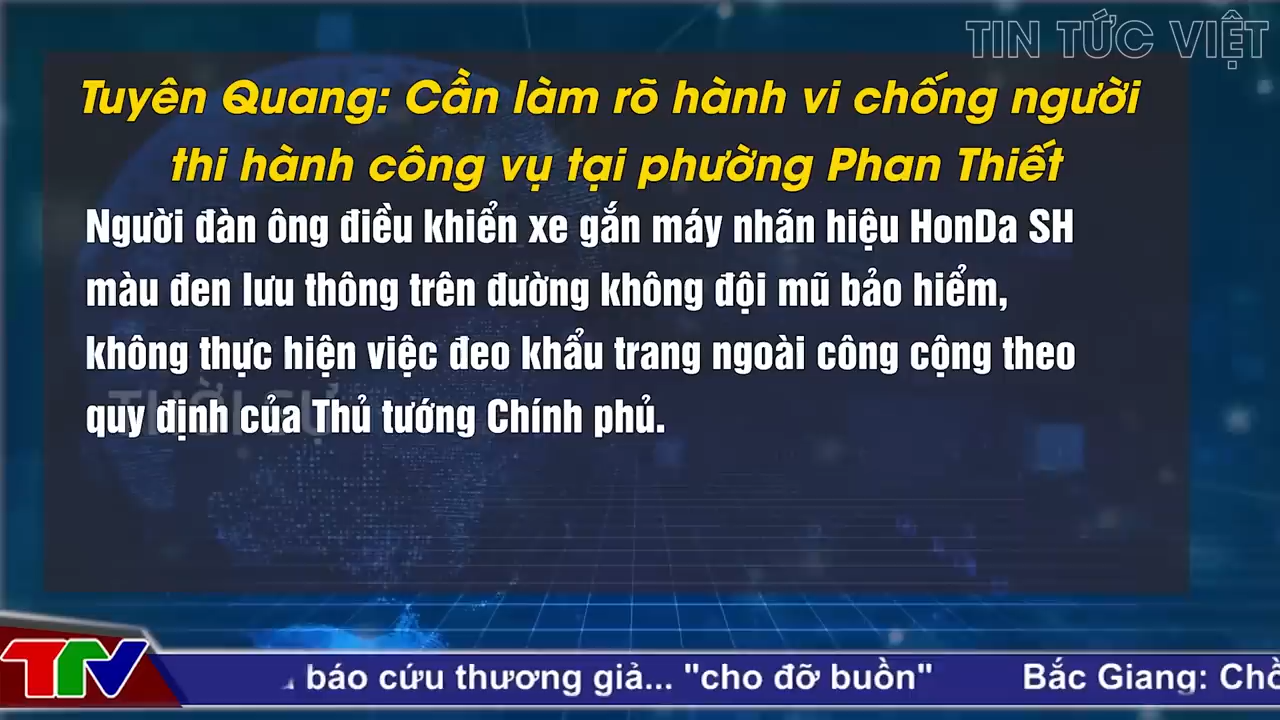 TIN TỨC VIỆT
Tuyên Quang: Cần làm rõ hành vi chống người
thi hành công vụ tại phường Phan Thiết
Người đàn ông điều khiển xe gắn máy nhãn hiệu HonDa SH
màu đen lưu thông trên đường không đội mũ bảo hiểm,
không thực hiện việc đeo khẩu trang ngoài công cộng theo
quy định của Thủ tướng Chính phủ.
THỜI SỰ
TTV báo cứu thương giả... "cho đỡ buồn" Bắc Giang: Chồ